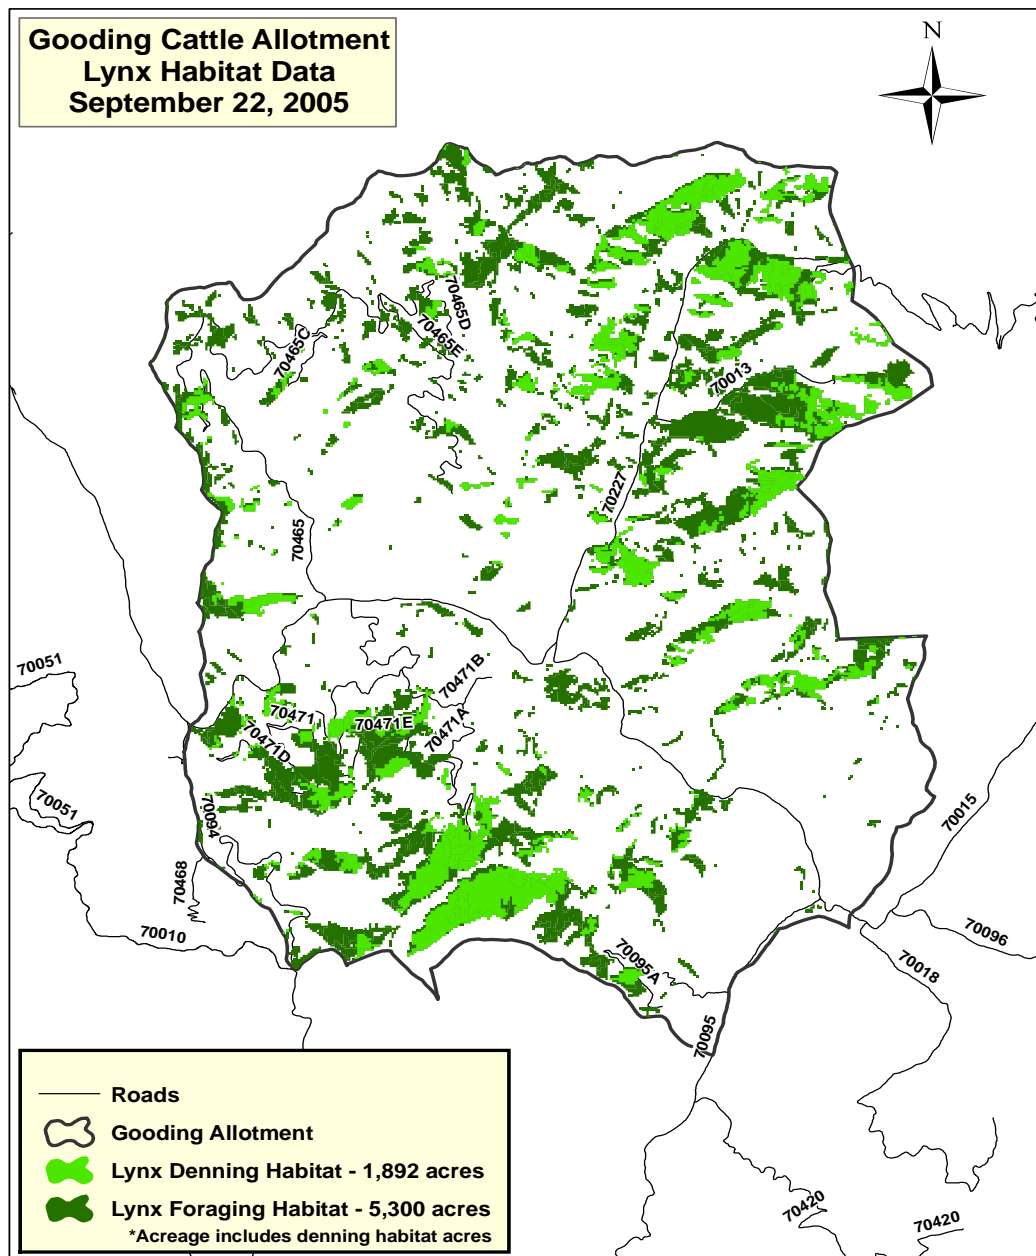 Gooding Cattle Allotment
Lynx Habitat Data
September 22, 2005
N
70465D
70465E
70465C
70013
70227
70465
70051
70471B
70471
70471E
70471A
70471D
70051
70094
70015
70468
70010
70096
70018
70095A
70095
70420
70420
Roads
Gooding Allotment
Lynx Denning Habitat - 1,892 acres
Lynx Foraging Habitat - 5,300 acres
*Acreage includes denning habitat acres